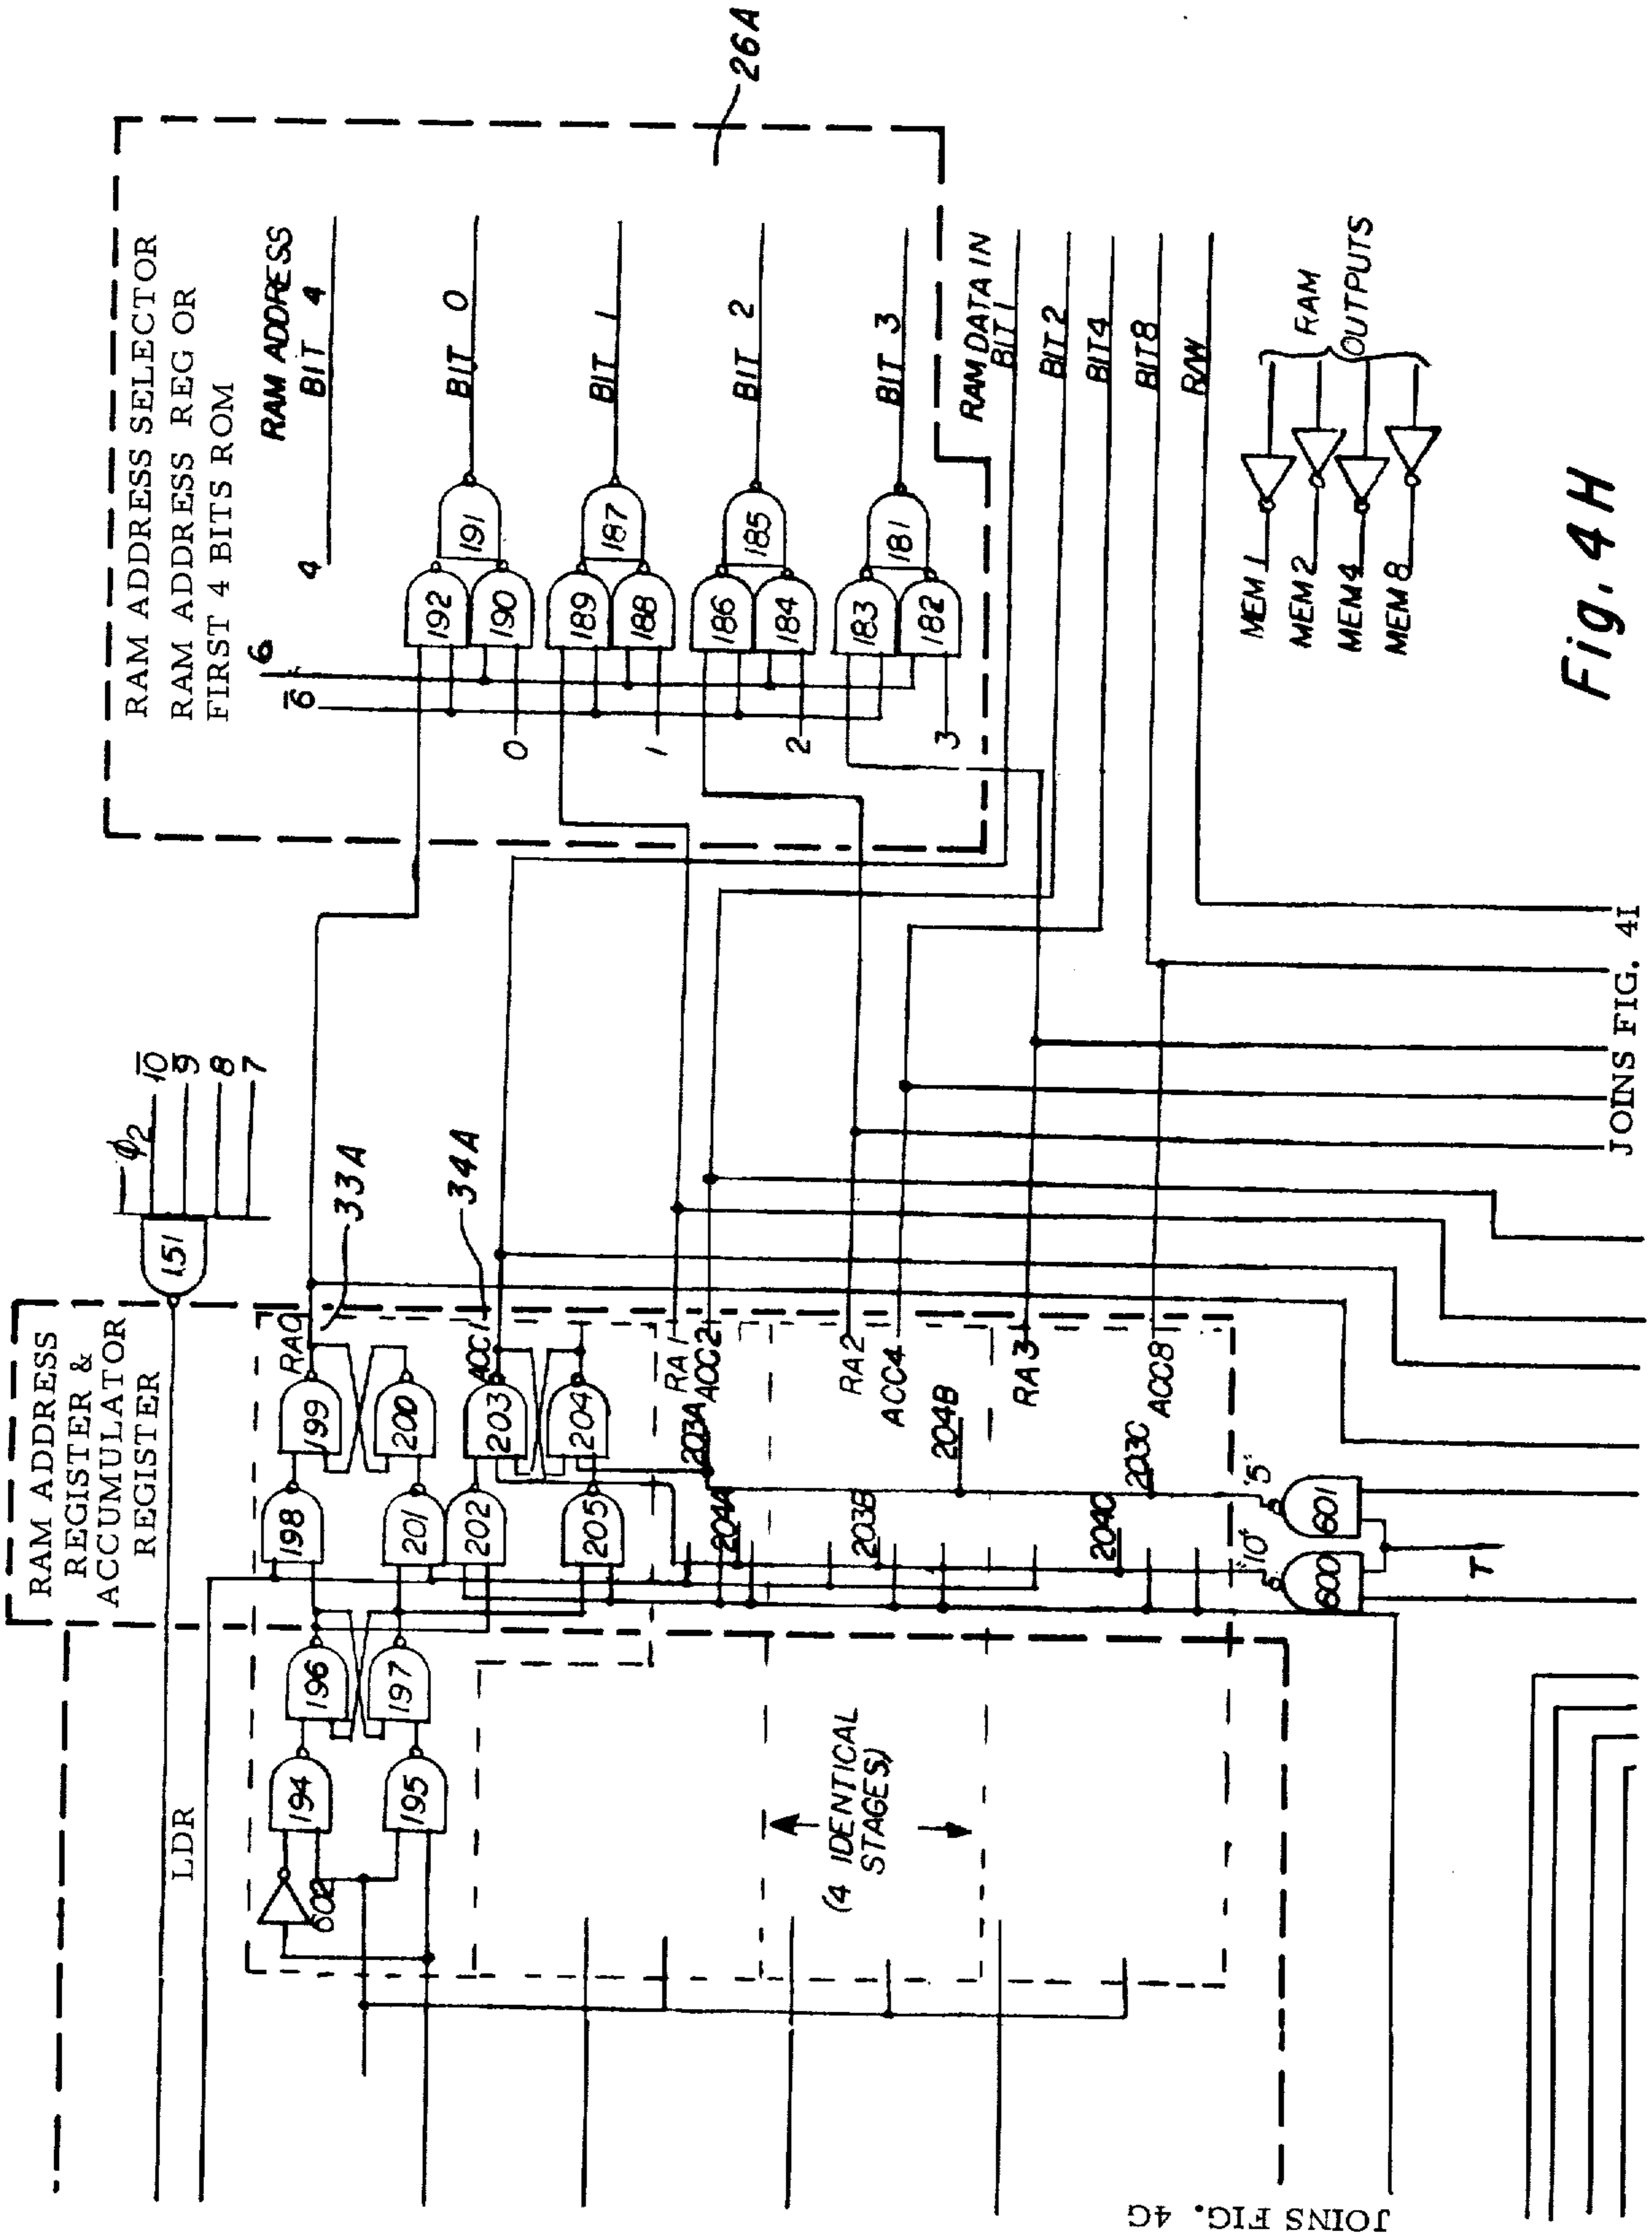 RAM ADDRESS
REGISTER &
ACCUMULATOR
REGISTER
LDR
151
ϕ2
1̅0̅
9̅
8
7
RAM ADDRESS SELECTOR
RAM ADDRESS REG OR
FIRST 4 BITS ROM
RAM ADDRESS
BIT 4
4
6
6̅
26A
192
190
191
BIT 0
0
189
188
187
BIT 1
1
186
184
185
BIT 2
2
183
182
181
BIT 3
3
RAM DATA IN
BIT 1
BIT 2
BIT 4
BIT 8
R/W
602
194
195
196
197
198
201
202
205
199
200
203
204
RA0
33A
ACC1
34A
RA1
ACC2
203A
204A
RA2
ACC4
203B
204B
RA3
ACC8
203C
204C
(4 IDENTICAL
STAGES)
"10"
"5"
600
601
T
MEM 1
MEM 2
MEM 4
MEM 8
RAM
OUTPUTS
JOINS FIG. 4G
JOINS FIG. 4I
Fig. 4H